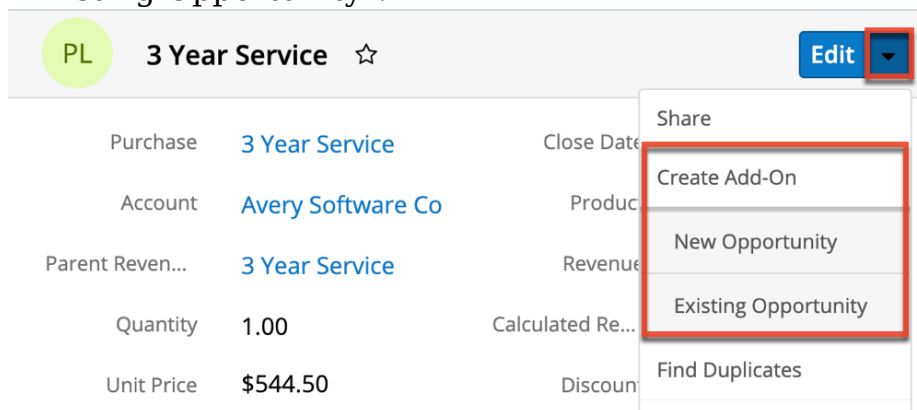 PL 3 Year Service Edit
Share
Purchase 3 Year Service Close Date
Create Add-On
Account Avery Software Co
New Opportunity
Parent Reven... 3 Year Service Revenue
Existing Opportunity
Quantity 1.00 Calculated Re...
Find Duplicates
Unit Price $544.50 Discoun